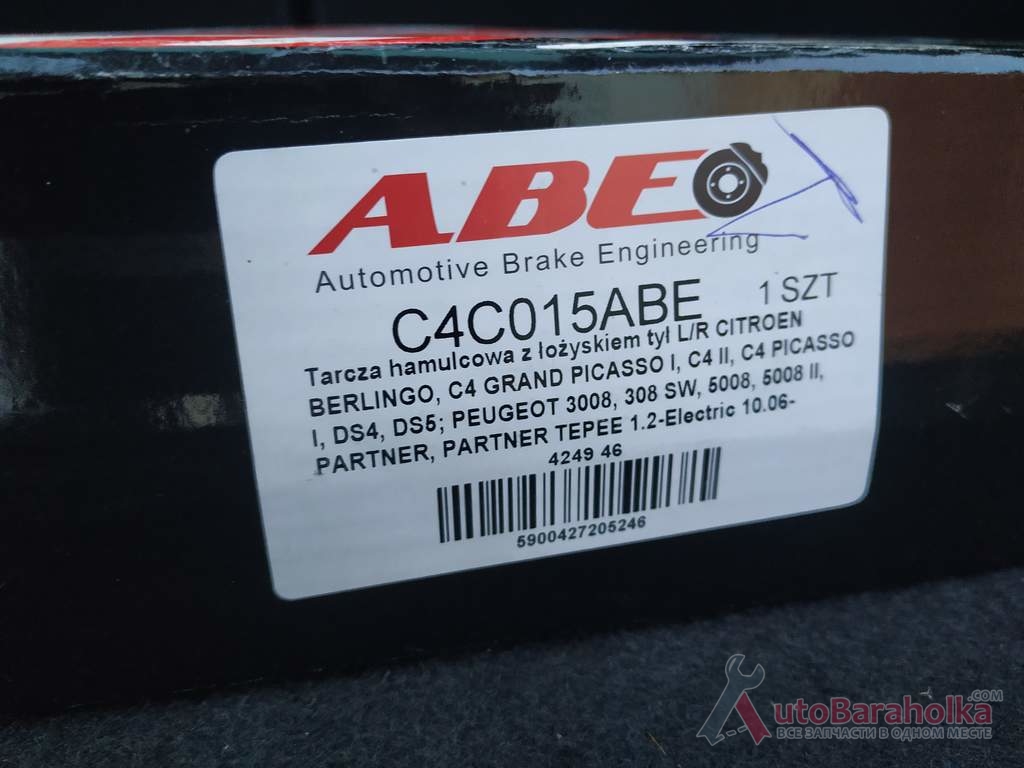 ABE
Automotive Brake Engineering
C4C015ABE 1 SZT
Tarcza hamulcowa z łożyskiem tył L/R CITROEN
BERLINGO, C4 GRAND PICASSO I, C4 II, C4 PICASSO
I, DS4, DS5; PEUGEOT 3008, 308 SW, 5008, 5008 II,
PARTNER, PARTNER TEPEE 1.2-Electric 10.06-
4249 46
5900427205246
AutoBaraholka.COM
ВСЕ ЗАПЧАСТИ В ОДНОМ МЕСТЕ